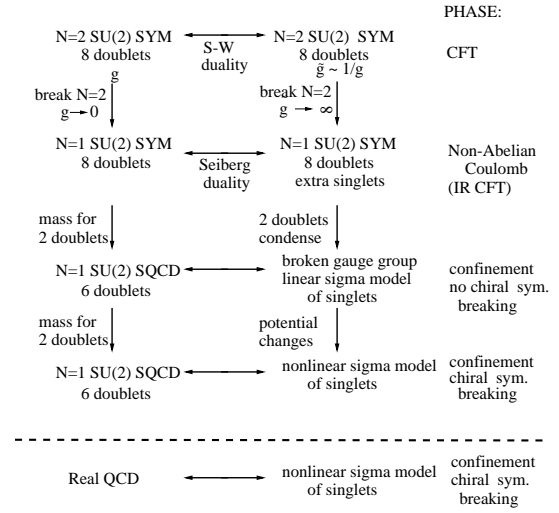 PHASE:
N=2 SU(2) SYM
8 doublets
g
S-W
duality
N=2 SU(2) SYM
8 doublets
g̃ ~ 1/g
CFT
break N=2
g → 0
break N=2
g̃ → ∞
N=1 SU(2) SYM
8 doublets
Seiberg
duality
N=1 SU(2) SYM
8 doublets
extra singlets
Non-Abelian
Coulomb
(IR CFT)
mass for
2 doublets
2 doublets
condense
N=1 SU(2) SQCD
6 doublets
broken gauge group
linear sigma model
of singlets
confinement
no chiral sym.
breaking
mass for
2 doublets
potential
changes
N=1 SU(2) SQCD
6 doublets
nonlinear sigma model
of singlets
confinement
chiral sym.
breaking
Real QCD
nonlinear sigma model
of singlets
confinement
chiral sym.
breaking